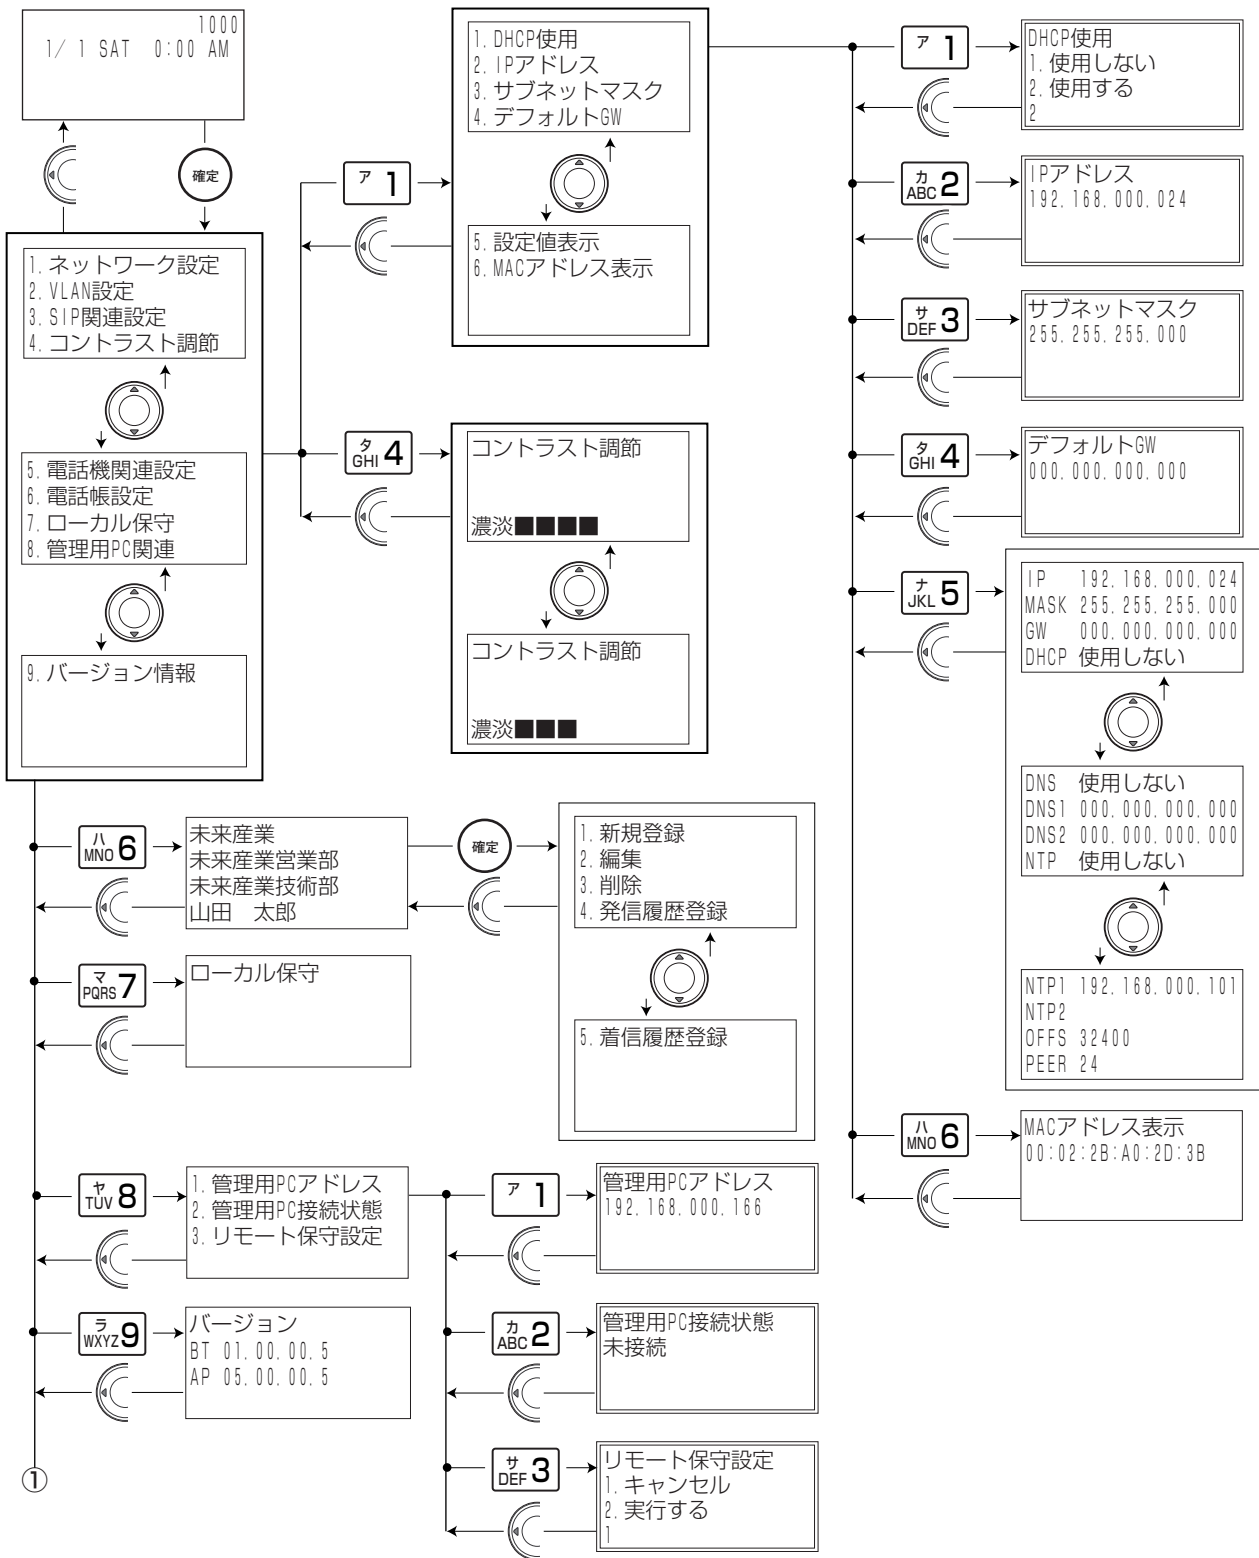 1000
1/ 1 SAT 0:00 AM
確定
1.ネットワーク設定
2.VLAN設定
3.SIP関連設定
4.コントラスト調節
5.電話機関連設定
6.電話帳設定
7.ローカル保守
8.管理用PC関連
9.バージョン情報
ア 1
1.DHCP使用
2.IPアドレス
3.サブネットマスク
4.デフォルトGW
5.設定値表示
6.MACアドレス表示
タ GHI 4
コントラスト調節
濃淡■■■■
コントラスト調節
濃淡■■■
ア 1
DHCP使用
1.使用しない
2.使用する
2
カ ABC 2
IPアドレス
192.168.000.024
サ DEF 3
サブネットマスク
255.255.255.000
タ GHI 4
デフォルトGW
000.000.000.000
ナ JKL 5
IP 192.168.000.024
MASK 255.255.255.000
GW 000.000.000.000
DHCP 使用しない
DNS 使用しない
DNS1 000.000.000.000
DNS2 000.000.000.000
NTP 使用しない
NTP1 192.168.000.101
NTP2
OFFS 32400
PEER 24
ハ MNO 6
MACアドレス表示
00:02:2B:A0:2D:3B
ハ MNO 6
未来産業
未来産業営業部
未来産業技術部
山田 太郎
確定
1.新規登録
2.編集
3.削除
4.発信履歴登録
5.着信履歴登録
マ PQRS 7
ローカル保守
ヤ TUV 8
1.管理用PCアドレス
2.管理用PC接続状態
3.リモート保守設定
ア 1
管理用PCアドレス
192.168.000.166
カ ABC 2
管理用PC接続状態
未接続
サ DEF 3
リモート保守設定
1.キャンセル
2.実行する
1
ラ WXYZ 9
バージョン
BT 01.00.00.5
AP 05.00.00.5
①